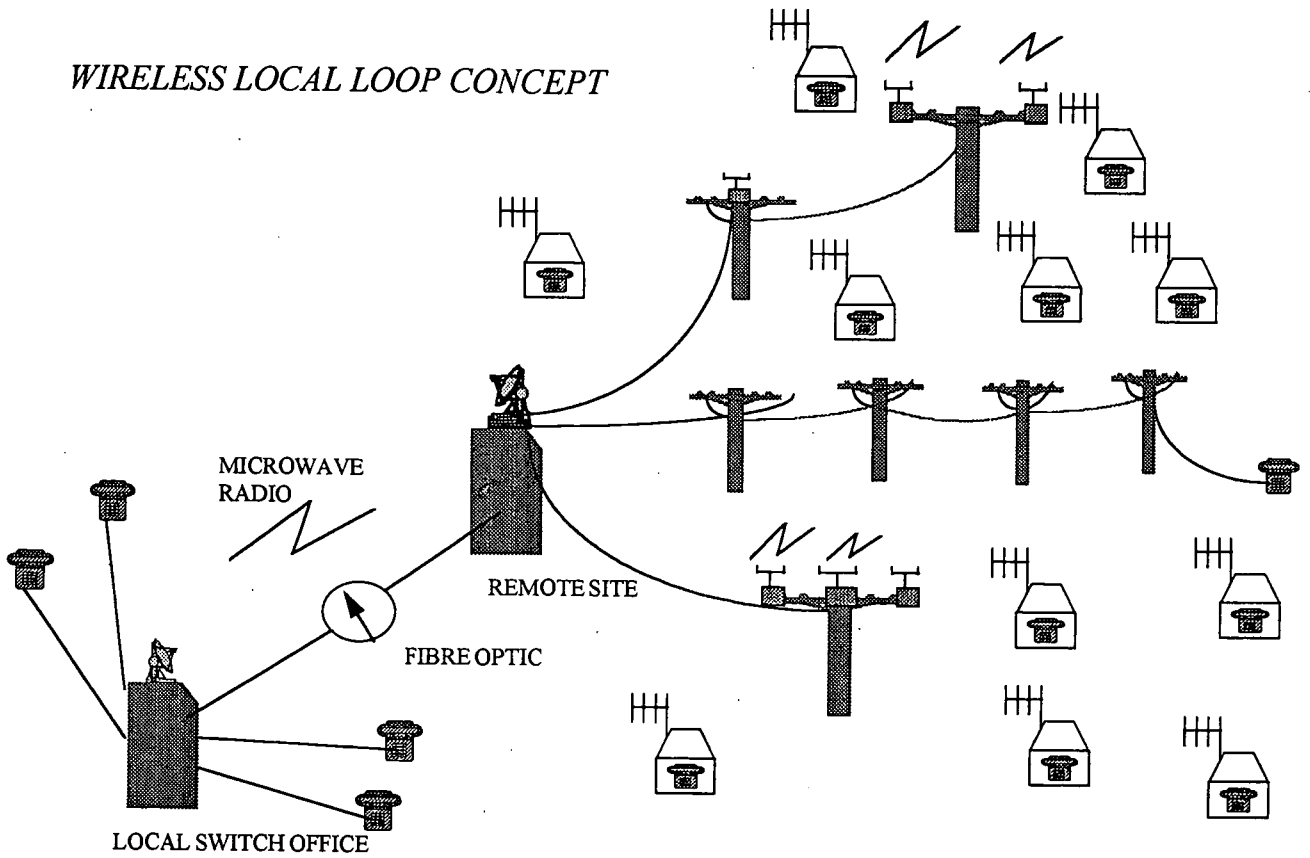 WIRELESS LOCAL LOOP CONCEPT
MICROWAVE
RADIO
REMOTE SITE
FIBRE OPTIC
LOCAL SWITCH OFFICE